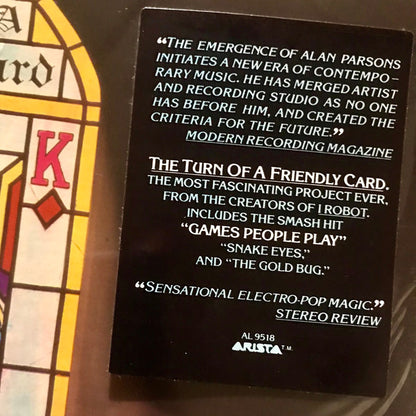 A
ard
K
“THE EMERGENCE OF ALAN PARSONS
INITIATES A NEW ERA OF CONTEMPO-
RARY MUSIC. HE HAS MERGED ARTIST
AND RECORDING STUDIO AS NO ONE
HAS BEFORE HIM, AND CREATED THE
CRITERIA FOR THE FUTURE.”
MODERN RECORDING MAGAZINE
THE TURN OF A FRIENDLY CARD.
THE MOST FASCINATING PROJECT EVER,
FROM THE CREATORS OF I ROBOT.
INCLUDES THE SMASH HIT
“GAMES PEOPLE PLAY”
“SNAKE EYES,”
AND “THE GOLD BUG.”
“SENSATIONAL ELECTRO-POP MAGIC.”
STEREO REVIEW
AL 9518
ARISTA T.M.